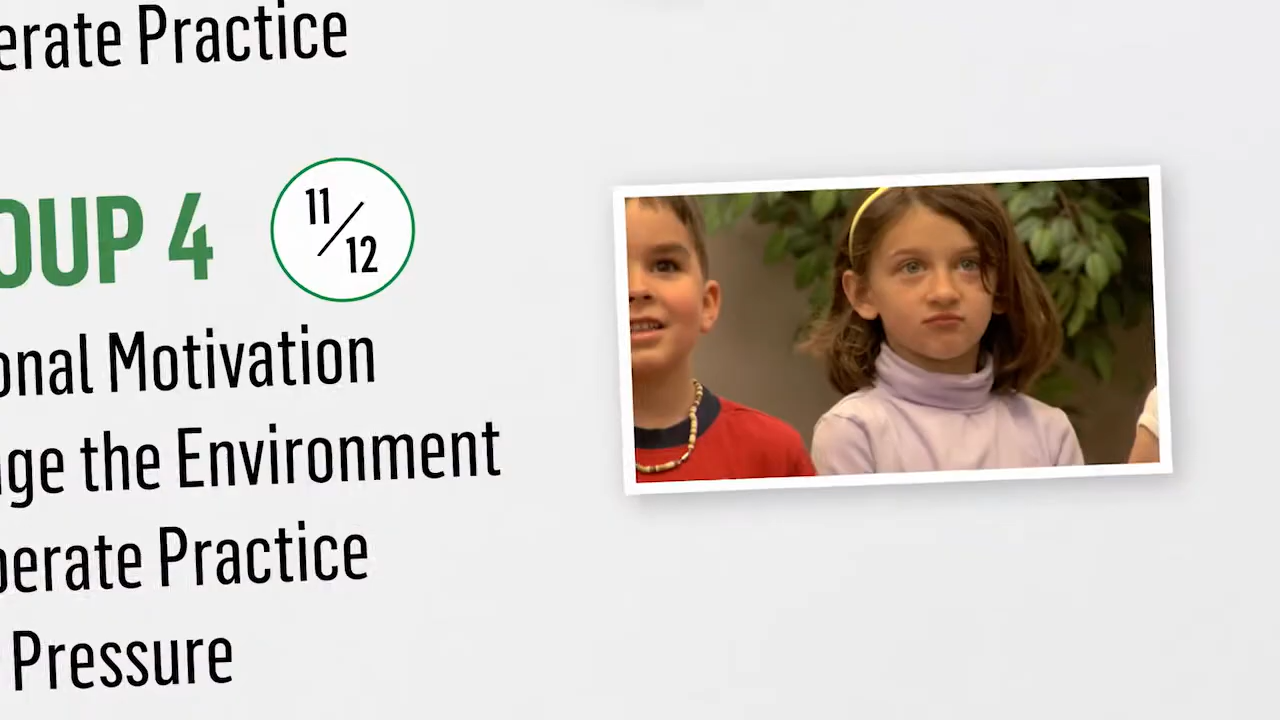 erate Practice
OUP 4
11/12
onal Motivation
ge the Environment
erate Practice
Pressure